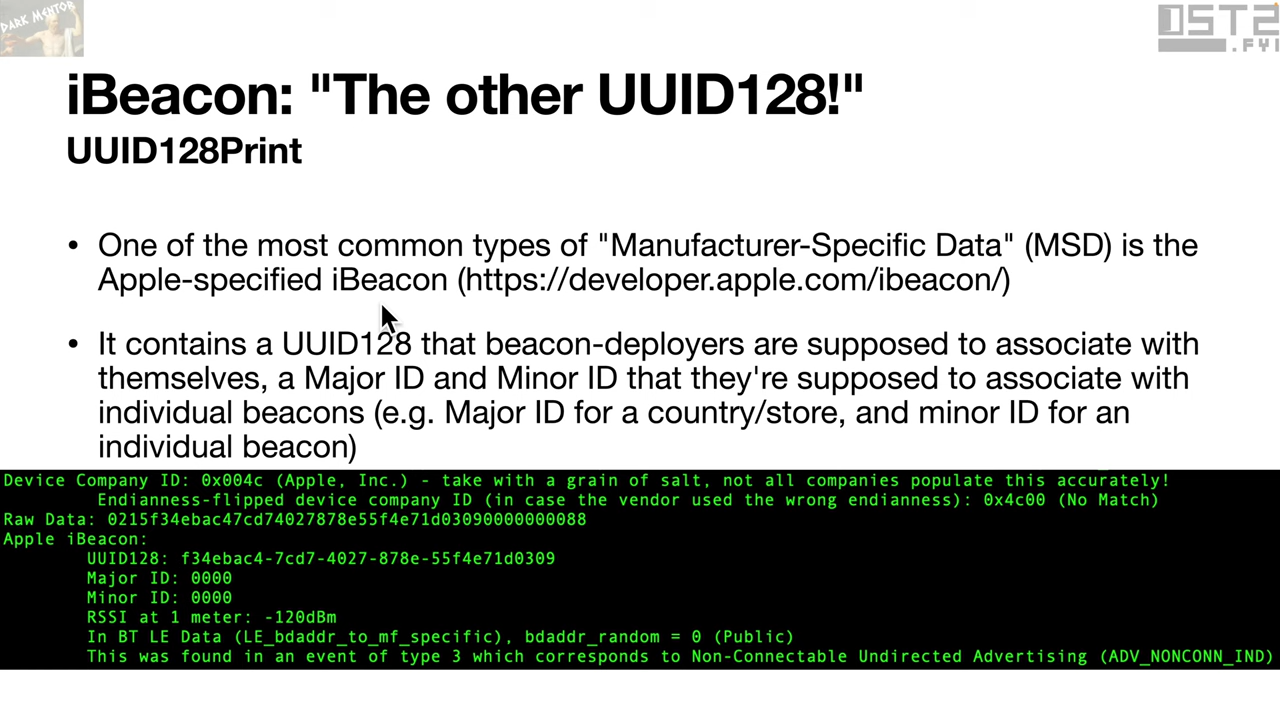 DARK MENTOR
OST2
.FYI
iBeacon: "The other UUID128!"
UUID128Print
• One of the most common types of "Manufacturer-Specific Data" (MSD) is the
Apple-specified iBeacon (https://developer.apple.com/ibeacon/)
• It contains a UUID128 that beacon-deployers are supposed to associate with
themselves, a Major ID and Minor ID that they're supposed to associate with
individual beacons (e.g. Major ID for a country/store, and minor ID for an
individual beacon)
Device Company ID: 0x004c (Apple, Inc.) - take with a grain of salt, not all companies populate this accurately!
Endianness-flipped device company ID (in case the vendor used the wrong endianness): 0x4c00 (No Match)
Raw Data: 0215f34ebac47cd74027878e55f4e71d03090000000088
Apple iBeacon:
UUID128: f34ebac4-7cd7-4027-878e-55f4e71d0309
Major ID: 0000
Minor ID: 0000
RSSI at 1 meter: -120dBm
In BT LE Data (LE_bdaddr_to_mf_specific), bdaddr_random = 0 (Public)
This was found in an event of type 3 which corresponds to Non-Connectable Undirected Advertising (ADV_NONCONN_IND)